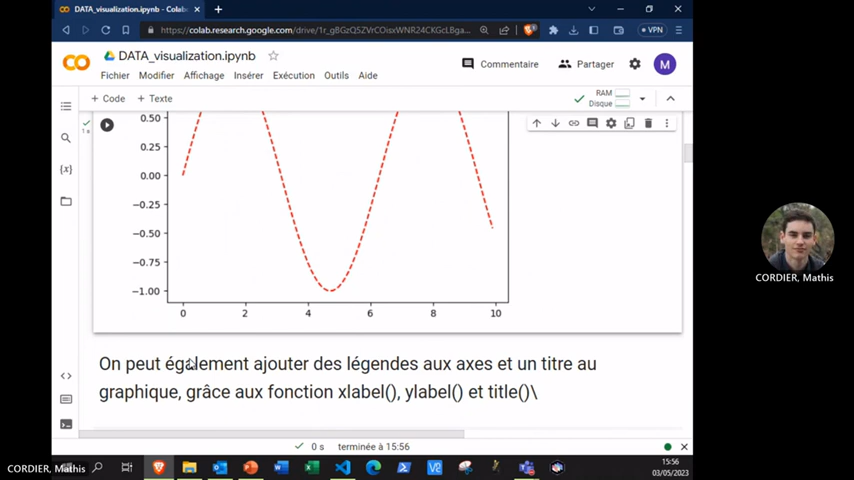 DATA_visualization.ipynb - Colab
https://colab.research.google.com/drive/1r_gBGzQ5ZVrCOisxWNR24CKGcLBga...
VPN
DATA_visualization.ipynb
Commentaire
Partager
M
Fichier Modifier Affichage Insérer Exécution Outils Aide
+ Code + Texte
RAM
Disque
1 s
0.50
0.25
0.00
−0.25
−0.50
−0.75
−1.00
0 2 4 6 8 10
CORDIER, Mathis
On peut également ajouter des légendes aux axes et un titre au
graphique, grâce aux fonction xlabel(), ylabel() et title()\
0 s terminée à 15:56
CORDIER, Mathis
15:56
03/05/2023